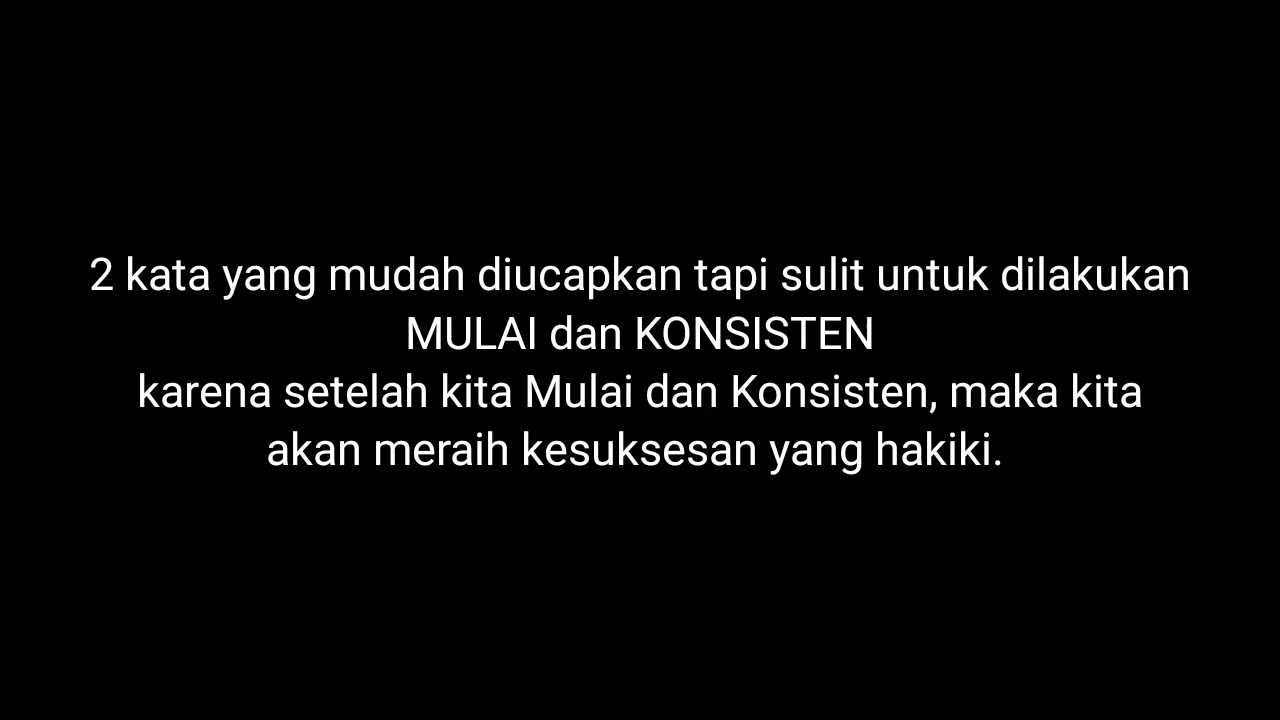 2 kata yang mudah diucapkan tapi sulit untuk dilakukan
MULAI dan KONSISTEN
karena setelah kita Mulai dan Konsisten, maka kita
akan meraih kesuksesan yang hakiki.